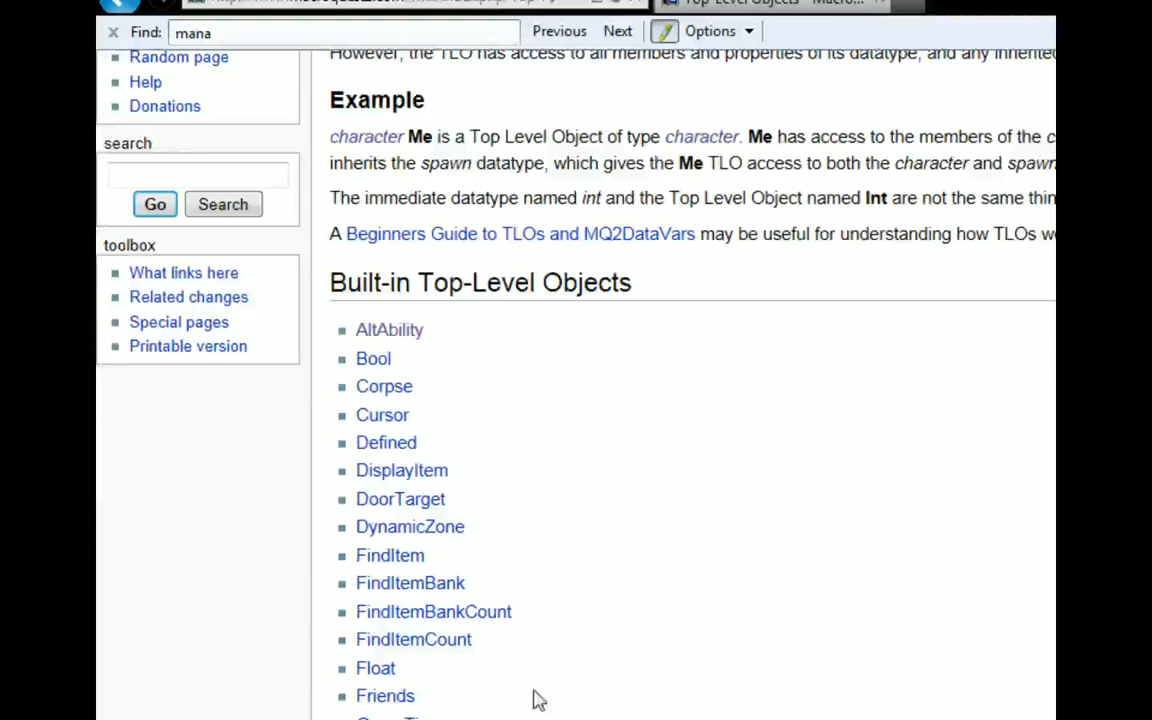 Find: mana Previous Next Options
Random page
Help
Donations
search
Go Search
toolbox
What links here
Related changes
Special pages
Printable version
However, the TLO has access to all members and properties of its datatype, and any inherited
Example
character Me is a Top Level Object of type character. Me has access to the members of the c
inherits the spawn datatype, which gives the Me TLO access to both the character and spawn
The immediate datatype named int and the Top Level Object named Int are not the same thin
A Beginners Guide to TLOs and MQ2DataVars may be useful for understanding how TLOs w
Built-in Top-Level Objects
AltAbility
Bool
Corpse
Cursor
Defined
DisplayItem
DoorTarget
DynamicZone
FindItem
FindItemBank
FindItemBankCount
FindItemCount
Float
Friends